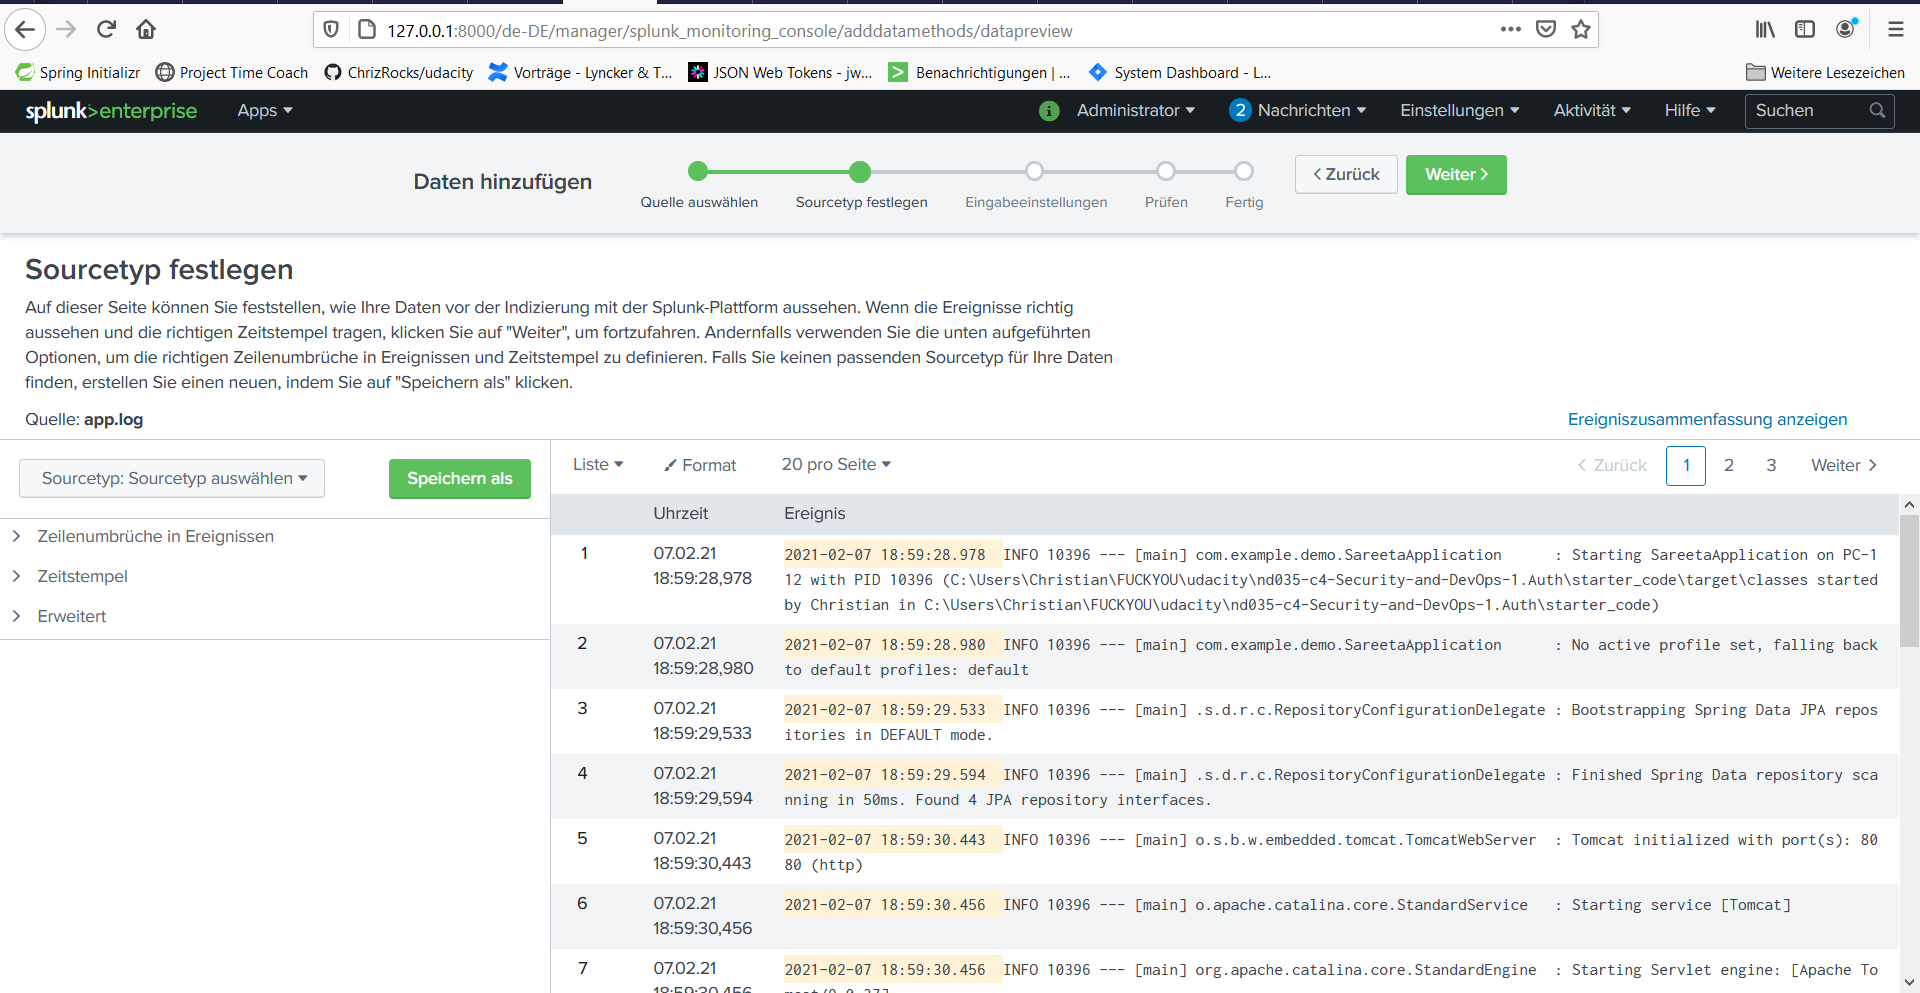 127.0.0.1:8000/de-DE/manager/splunk_monitoring_console/adddatamethods/datapreview
Spring Initializr Project Time Coach ChrizRocks/udacity Vorträge - Lyncker & T... JSON Web Tokens - jw... Benachrichtigungen | ... System Dashboard - L... Weitere Lesezeichen
splunk>enterprise Apps i Administrator 2 Nachrichten Einstellungen Aktivität Hilfe Suchen
Daten hinzufügen Quelle auswählen Sourcetyp festlegen Eingabeeinstellungen Prüfen Fertig < Zurück Weiter >
Sourcetyp festlegen
Auf dieser Seite können Sie feststellen, wie Ihre Daten vor der Indizierung mit der Splunk-Plattform aussehen. Wenn die Ereignisse richtig
aussehen und die richtigen Zeitstempel tragen, klicken Sie auf "Weiter", um fortzufahren. Andernfalls verwenden Sie die unten aufgeführten
Optionen, um die richtigen Zeilenumbrüche in Ereignissen und Zeitstempel zu definieren. Falls Sie keinen passenden Sourcetyp für Ihre Daten
finden, erstellen Sie einen neuen, indem Sie auf "Speichern als" klicken.
Quelle: app.log
Ereigniszusammenfassung anzeigen
Sourcetyp: Sourcetyp auswählen Speichern als
Zeilenumbrüche in Ereignissen
Zeitstempel
Erweitert
Liste Format 20 pro Seite < Zurück 1 2 3 Weiter >
Uhrzeit Ereignis
1 07.02.21 2021-02-07 18:59:28.978 INFO 10396 --- [main] com.example.demo.SareetaApplication : Starting SareetaApplication on PC-1
18:59:28,978 12 with PID 10396 (C:\Users\Christian\FUCKYOU\udacity\nd035-c4-Security-and-DevOps-1.Auth\starter_code\target\classes started
by Christian in C:\Users\Christian\FUCKYOU\udacity\nd035-c4-Security-and-DevOps-1.Auth\starter_code)
2 07.02.21 2021-02-07 18:59:28.980 INFO 10396 --- [main] com.example.demo.SareetaApplication : No active profile set, falling back
18:59:28,980 to default profiles: default
3 07.02.21 2021-02-07 18:59:29.533 INFO 10396 --- [main] .s.d.r.c.RepositoryConfigurationDelegate : Bootstrapping Spring Data JPA repos
18:59:29,533 itories in DEFAULT mode.
4 07.02.21 2021-02-07 18:59:29.594 INFO 10396 --- [main] .s.d.r.c.RepositoryConfigurationDelegate : Finished Spring Data repository sca
18:59:29,594 nning in 50ms. Found 4 JPA repository interfaces.
5 07.02.21 2021-02-07 18:59:30.443 INFO 10396 --- [main] o.s.b.w.embedded.tomcat.TomcatWebServer : Tomcat initialized with port(s): 80
18:59:30,443 80 (http)
6 07.02.21 2021-02-07 18:59:30.456 INFO 10396 --- [main] o.apache.catalina.core.StandardService : Starting service [Tomcat]
18:59:30,456
7 07.02.21 2021-02-07 18:59:30.456 INFO 10396 --- [main] org.apache.catalina.core.StandardEngine : Starting Servlet engine: [Apache To
18:59:30,456